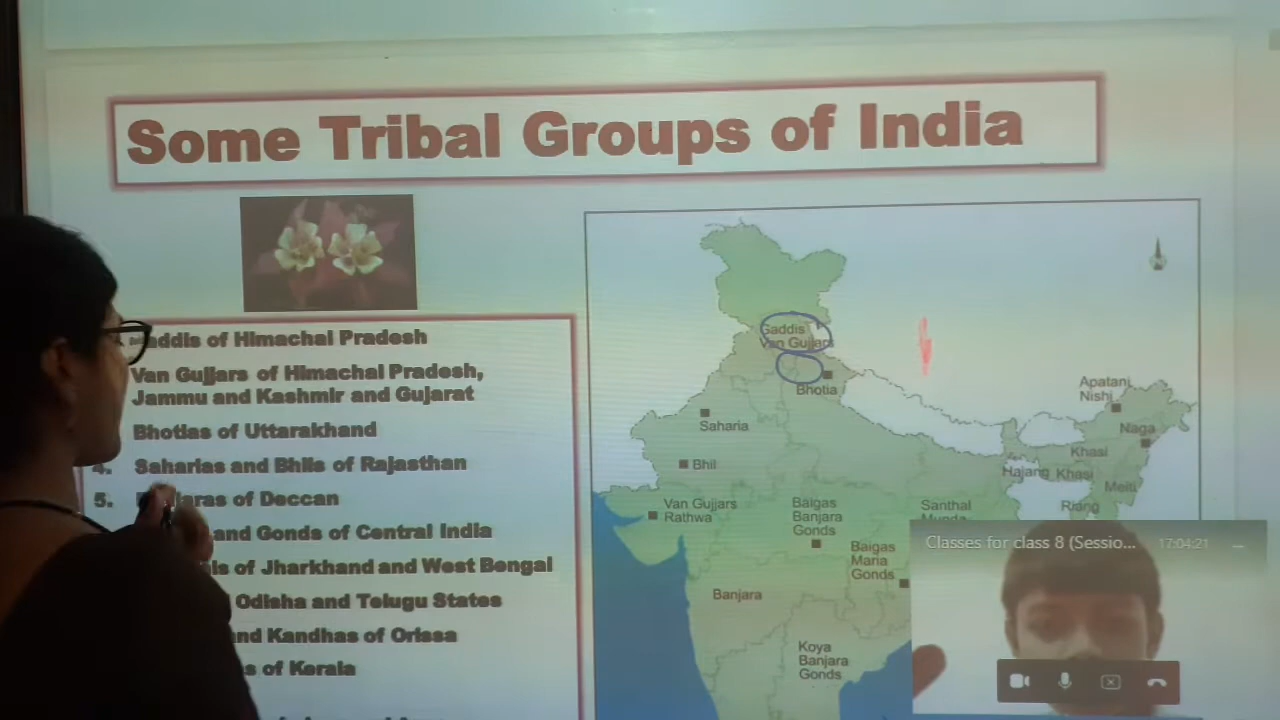 Some Tribal Groups of India
of Himachal Pradesh
Van Gujjars of Himachal Pradesh,
Jammu and Kashmir and Gujarat
Bhotias of Uttarakhand
4. Saharias and Bhils of Rajasthan
5. of Deccan
and Gonds of Central India
of Jharkhand and West Bengal
Odisha and Telugu States
and Kandhas of Orissa
of Kerala
Gaddis
Van Gujjars
Bhotia
Saharia
Bhil
Van Gujjars
Rathwa
Baigas
Banjara
Gonds
Santhal
Baigas
Maria
Gonds
Banjara
Koya
Banjara
Gonds
Apatani
Nishi
Naga
Khasi
Hajang Khasi
Meiti
Riang
Classes for class 8 (Sessio... 17:04:21